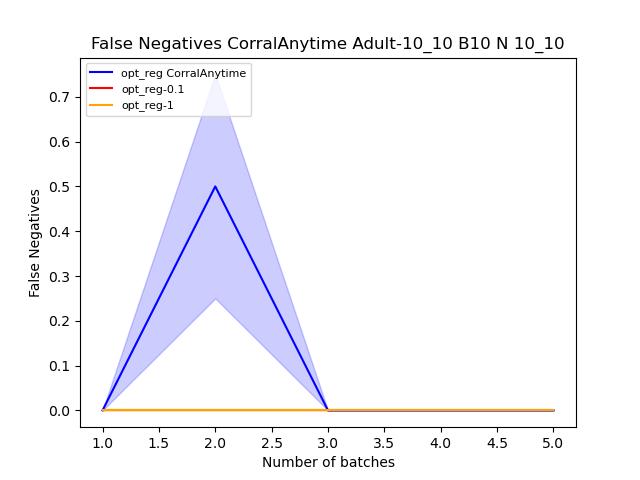 False Negatives CorralAnytime Adult-10_10 B10 N 10_10
opt_reg CorralAnytime
opt_reg-0.1
opt_reg-1
0.7
0.6
0.5
0.4
0.3
0.2
0.1
0.0
False Negatives
1.0 1.5 2.0 2.5 3.0 3.5 4.0 4.5 5.0
Number of batches